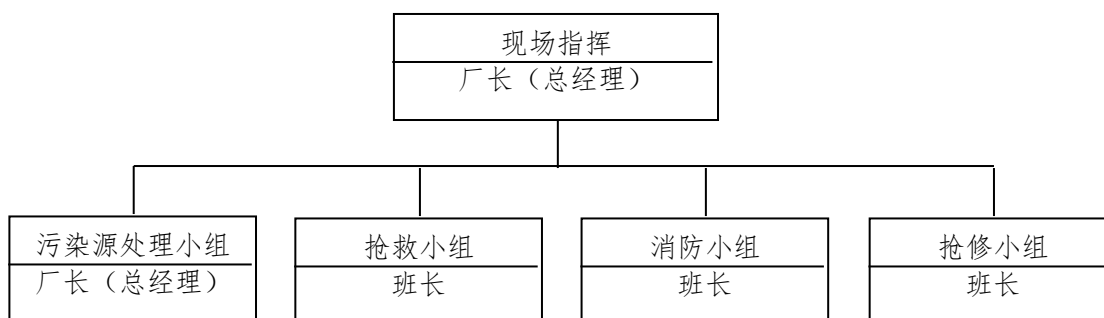 现场指挥
厂长（总经理）
污染源处理小组
厂长（总经理）
抢救小组
班长
消防小组
班长
抢修小组
班长